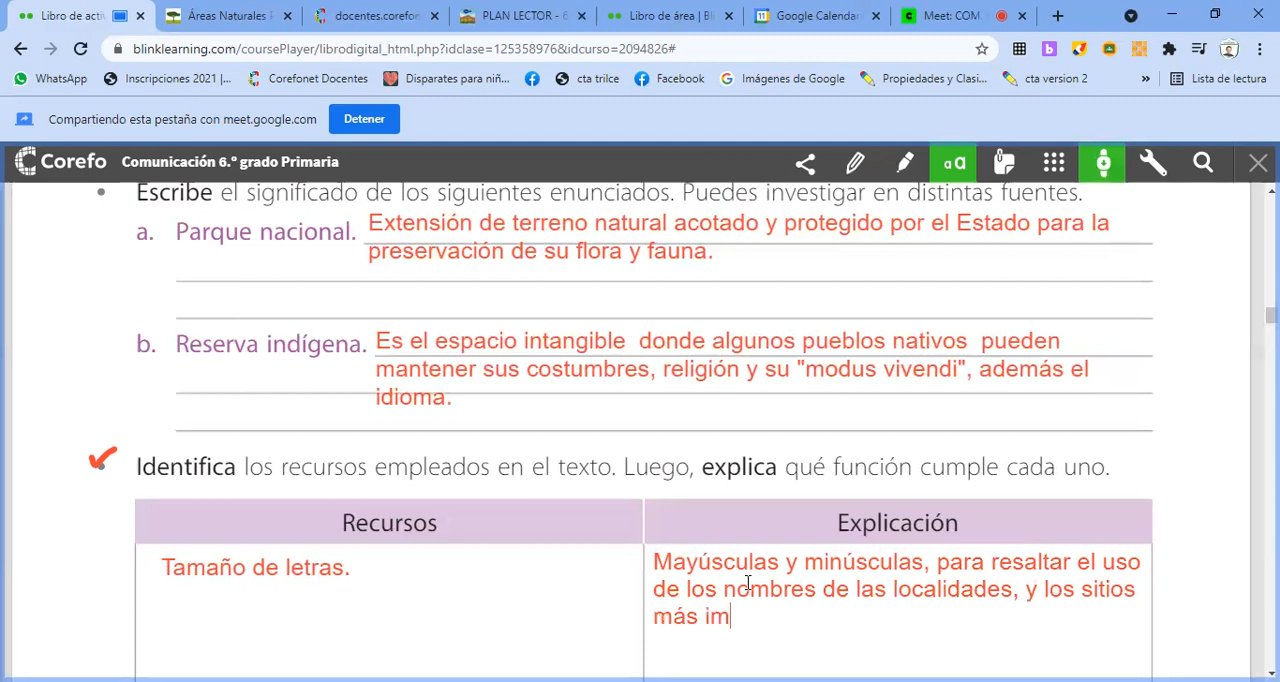 Libro de activ
Áreas Naturales
docentes.corefon
PLAN LECTOR - 6
Libro de área | Bli
Google Calendar
Meet: COM
blinklearning.com/coursePlayer/librodigital_html.php?idclase=125358976&idcurso=2094826#
WhatsApp
Inscripciones 2021 |...
Corefonet Docentes
Disparates para niñ...
cta trilce
Facebook
Imágenes de Google
Propiedades y Clasi...
cta version 2
»
Lista de lectura
Compartiendo esta pestaña con meet.google.com
Detener
Corefo
Comunicación 6.º grado Primaria
aa
• Escribe el significado de los siguientes enunciados. Puedes investigar en distintas fuentes.
a. Parque nacional. Extensión de terreno natural acotado y protegido por el Estado para la
preservación de su flora y fauna.
b. Reserva indígena. Es el espacio intangible donde algunos pueblos nativos pueden
mantener sus costumbres, religión y su "modus vivendi", además el
idioma.
Identifica los recursos empleados en el texto. Luego, explica qué función cumple cada uno.
Recursos
Explicación
Tamaño de letras.
Mayúsculas y minúsculas, para resaltar el uso
de los nombres de las localidades, y los sitios
más im